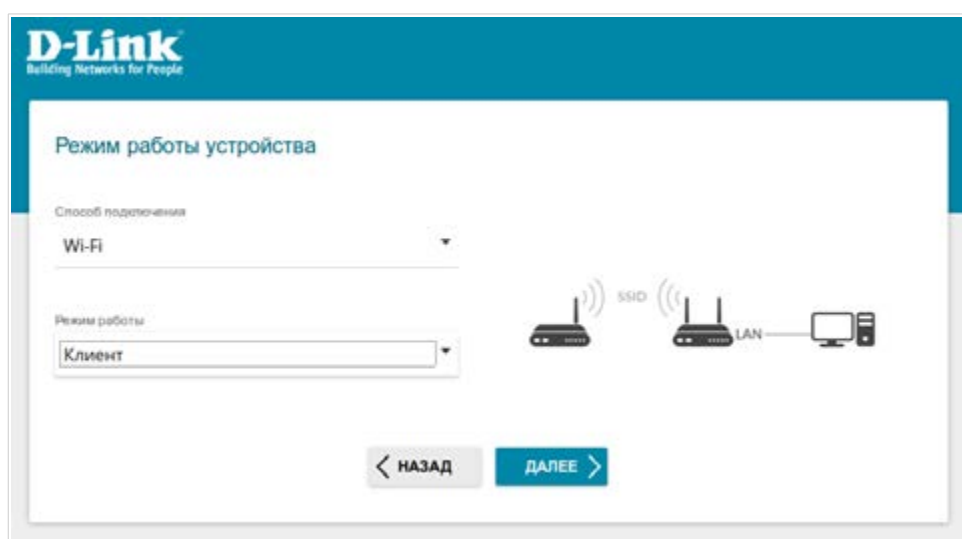 D-Link
Building Networks for People
Режим работы устройства
Способ подключения
Wi-Fi
Режим работы
Клиент
SSID
LAN
НАЗАД
ДАЛЕЕ